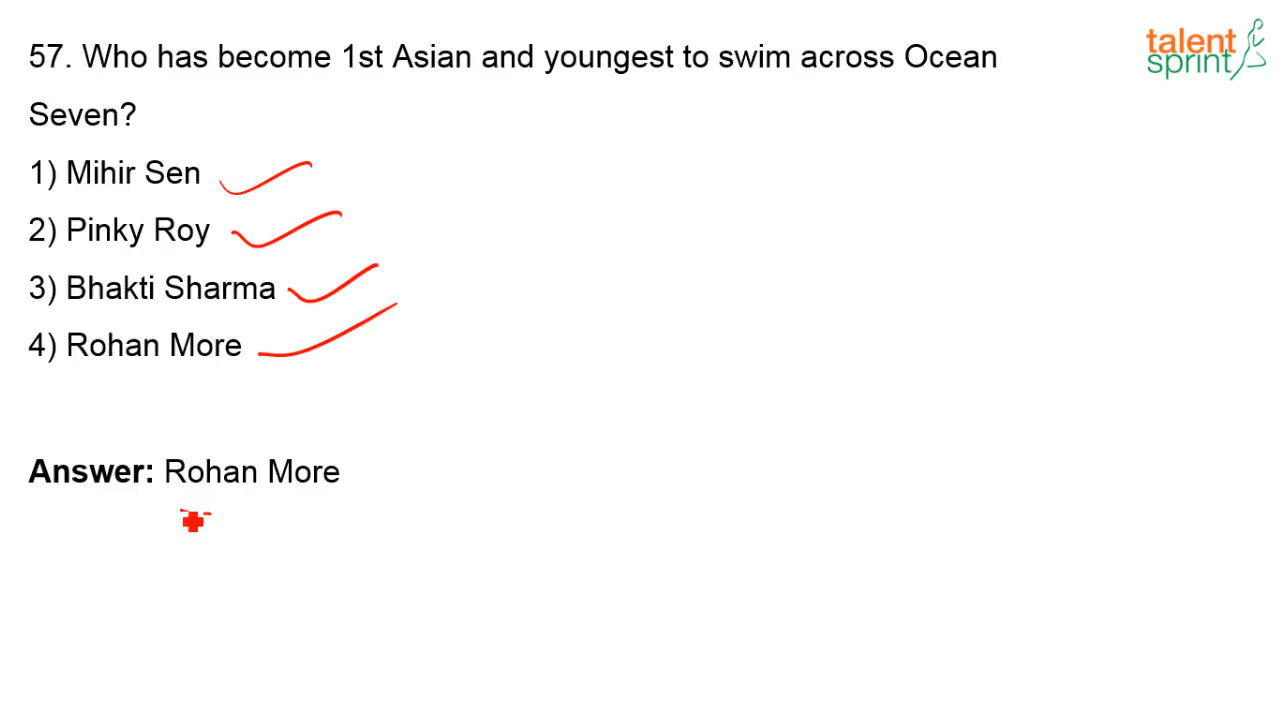 57. Who has become 1st Asian and youngest to swim across Ocean
Seven?
1) Mihir Sen
2) Pinky Roy
3) Bhakti Sharma
4) Rohan More
Answer: Rohan More
talent
sprint